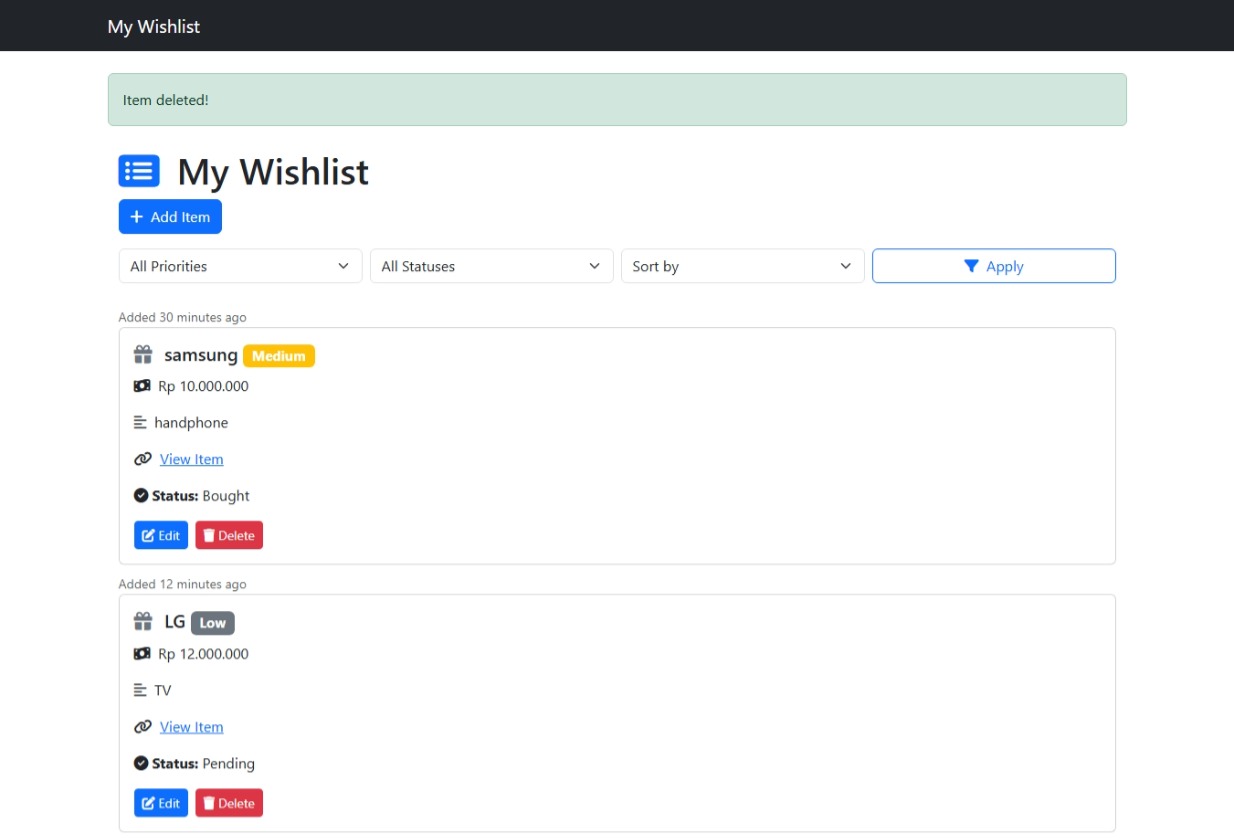 My Wishlist
Item deleted!
My Wishlist
Add Item
All Priorities All Statuses Sort by Apply
Added 30 minutes ago
samsung Medium
Rp 10.000.000
handphone
View Item
Status: Bought
Edit Delete
Added 12 minutes ago
LG Low
Rp 12.000.000
TV
View Item
Status: Pending
Edit Delete